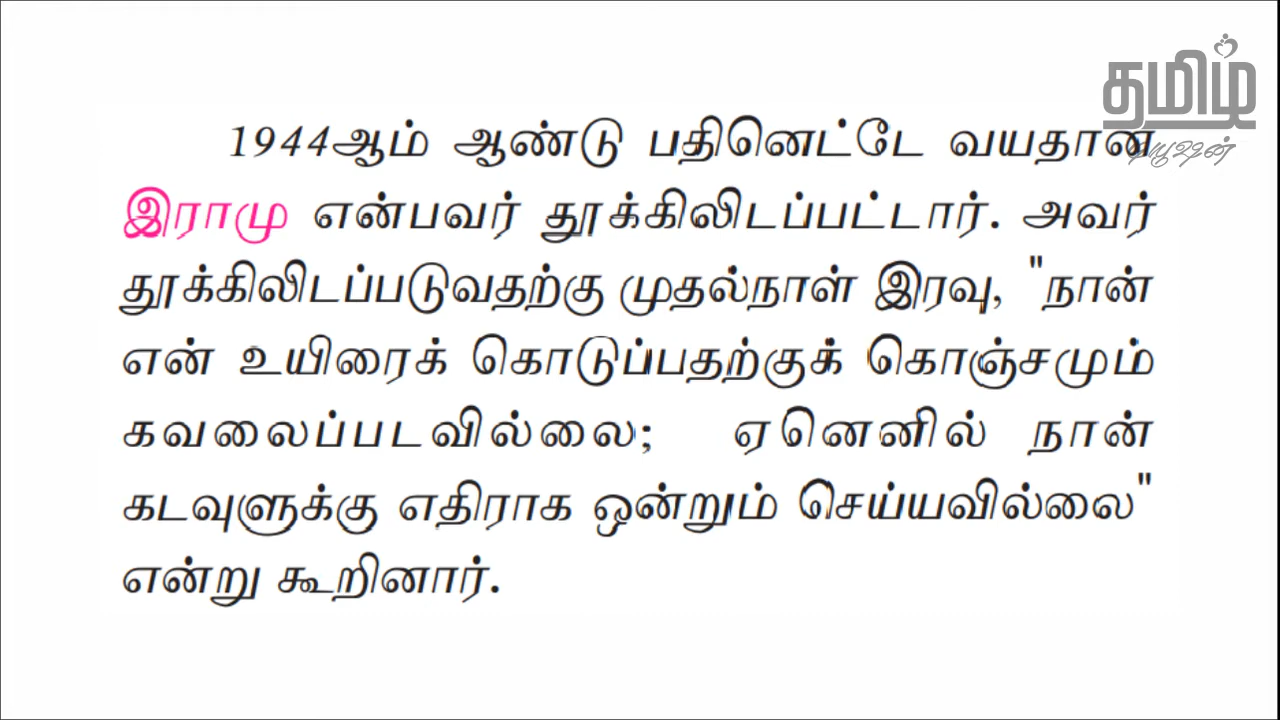 தமிழ்
டியூஷன்
1944ஆம் ஆண்டு பதினெட்டே வயதான
இராமு என்பவர் தூக்கிலிடப்பட்டார். அவர்
தூக்கிலிடப்படுவதற்கு முதல்நாள் இரவு, "நான்
என் உயிரைக் கொடுப்பதற்குக் கொஞ்சமும்
கவலைப்படவில்லை; ஏனெனில் நான்
கடவுளுக்கு எதிராக ஒன்றும் செய்யவில்லை"
என்று கூறினார்.